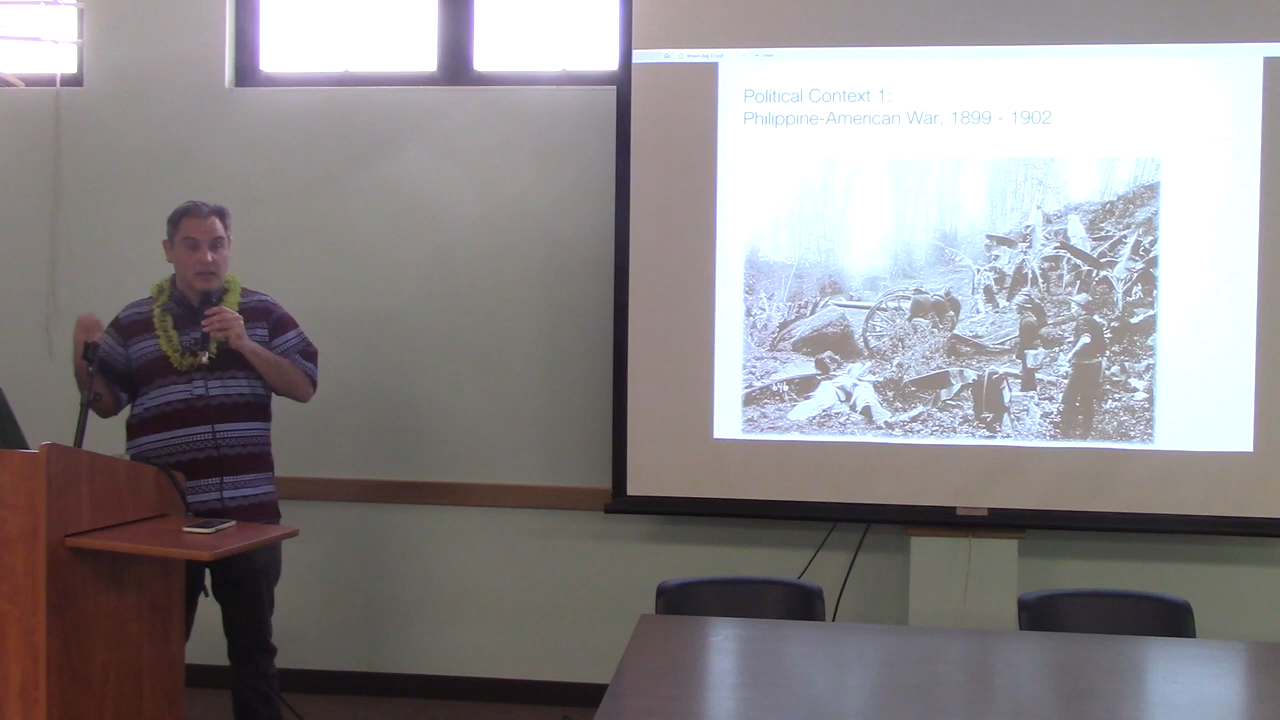 Political Context 1:
Philippine-American War, 1899 - 1902